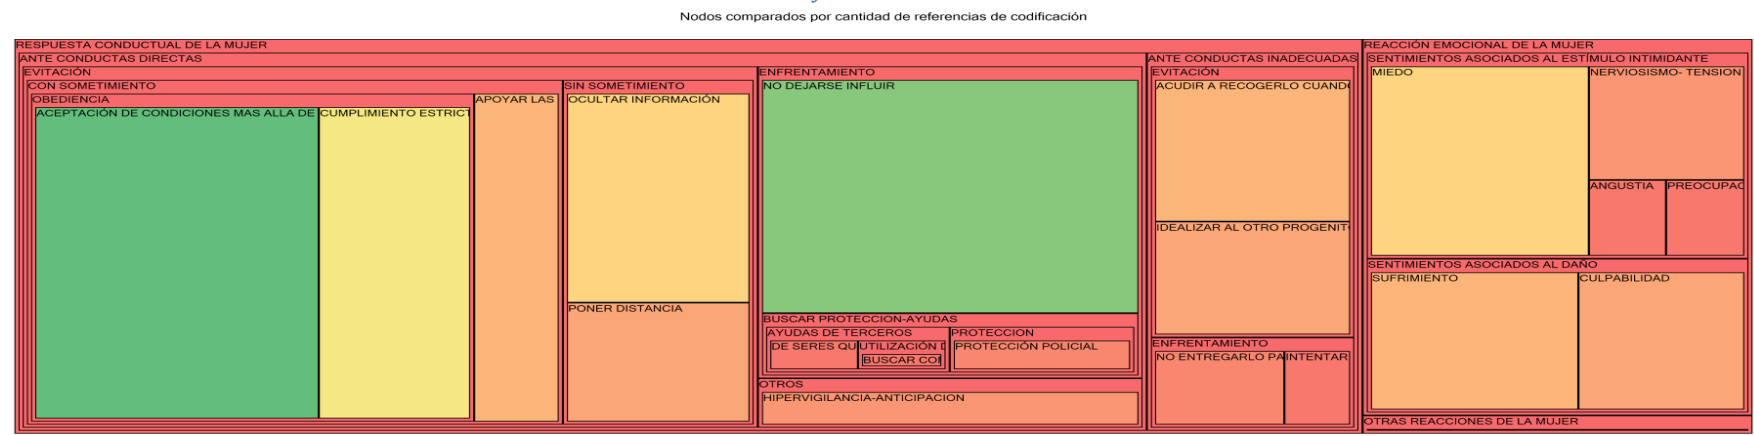 Nodos comparados por cantidad de referencias de codificación
RESPUESTA CONDUCTUAL DE LA MUJER
ANTE CONDUCTAS DIRECTAS
EVITACIÓN
CON SOMETIMIENTO
OBEDIENCIA
ACEPTACIÓN DE CONDICIONES MAS ALLA DE
CUMPLIMIENTO ESTRICT
APOYAR LAS
SIN SOMETIMIENTO
OCULTAR INFORMACIÓN
PONER DISTANCIA
ENFRENTAMIENTO
NO DEJARSE INFLUIR
BUSCAR PROTECCION-AYUDAS
AYUDAS DE TERCEROS
DE SERES QU
UTILIZACIÓN D
BUSCAR CO
PROTECCION
PROTECCIÓN POLICIAL
OTROS
HIPERVIGILANCIA-ANTICIPACION
ANTE CONDUCTAS INADECUADAS
EVITACIÓN
ACUDIR A RECOGERLO CUAND
IDEALIZAR AL OTRO PROGENIT
ENFRENTAMIENTO
NO ENTREGARLO PA
INTENTAR
REACCIÓN EMOCIONAL DE LA MUJER
SENTIMIENTOS ASOCIADOS AL ESTÍMULO INTIMIDANTE
MIEDO
NERVIOSISMO- TENSION
ANGUSTIA
PREOCUPAC
SENTIMIENTOS ASOCIADOS AL DAÑO
SUFRIMIENTO
CULPABILIDAD
OTRAS REACCIONES DE LA MUJER